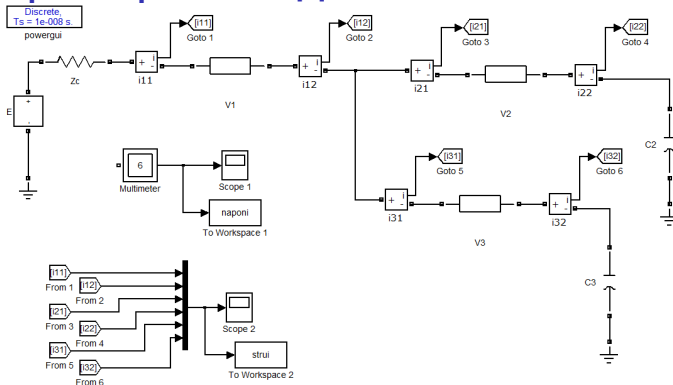 Discrete,
Ts = 1e-008 s.
powergui
[i11]
Goto 1
[i12]
Goto 2
[i21]
Goto 3
[i22]
Goto 4
E
+
-
Zc
+ i -
i11
V1
+ i -
i12
+ i -
i21
V2
+ i -
i22
C2
6
Multimeter
Scope 1
naponi
To Workspace 1
[i31]
Goto 5
[i32]
Goto 6
+ i -
i31
V3
+ i -
i32
C3
[i11]
From 1
[i12]
From 2
[i21]
From 3
[i22]
From 4
[i31]
From 5
[i32]
From 6
Scope 2
strui
To Workspace 2